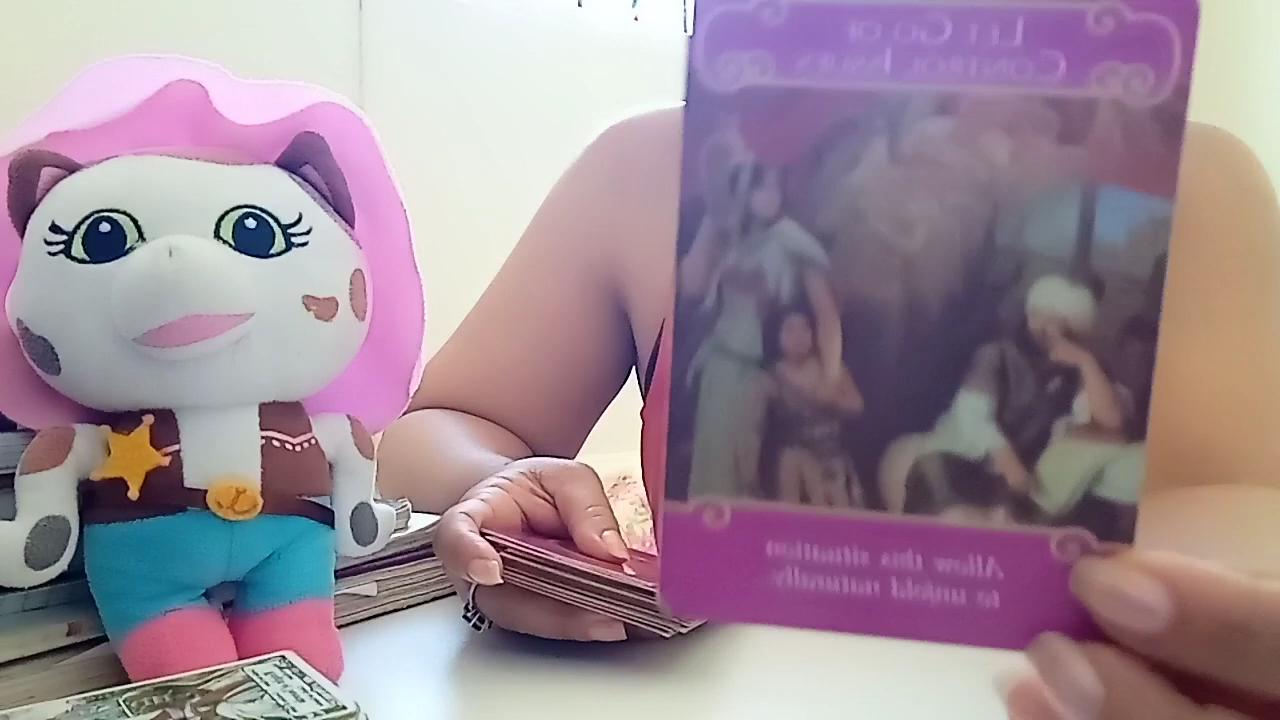 LET GO OF
CONTROL ISSUES
Allow this situation
to unfold naturally.